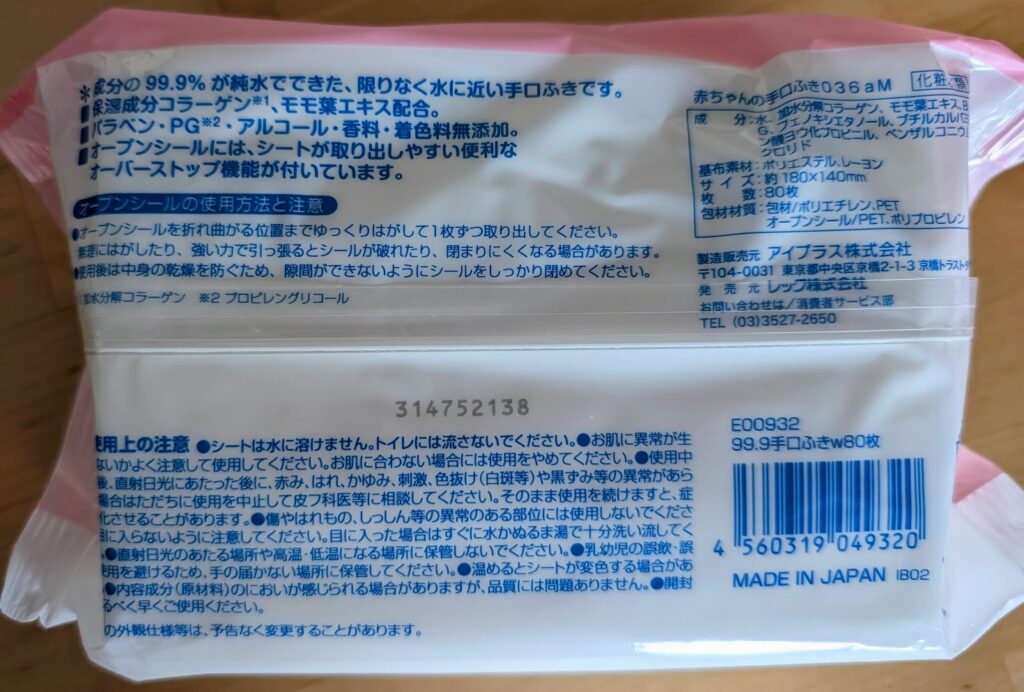 *成分の99.9%が純水でできた、限りなく水に近い手口ふきです。
保湿成分コラーゲン※1、モモ葉エキス配合。
パラベン・PG※2・アルコール・香料・着色料無添加。
オープンシールには、シートが取り出しやすい便利な
オーバーストップ機能が付いています。
オープンシールの使用方法と注意
●オープンシールを折れ曲がる位置までゆっくりはがして1枚ずつ取り出してください。
無理にはがしたり、強い力で引っ張るとシールが破れたり、閉まりにくくなる場合があります。
●使用後は中身の乾燥を防ぐため、隙間ができないようにシールをしっかり閉めてください。
加水分解コラーゲン ※2 プロピレングリコール
赤ちゃんの手口ふき036aM 化粧 類
成分:水、加水分解コラーゲン、モモ葉エキス、B
G、フェノキシエタノール、ブチルカルバミ
ン酸ヨウ化プロピニル、ベンザルコニウム
クロリド
基布素材:ポリエステル、レーヨン
サイズ:約180×140mm
枚数:80枚
包材材質:包材/ポリエチレン、PET
オープンシール/PET、ポリプロピレン
製造販売元 アイプラス株式会社
〒104-0031 東京都中央区京橋2-1-3 京橋トラスト
発売元 レック株式会社
お問い合わせは/消費者サービス部
TEL (03)3527-2650
314752138
使用上の注意 ●シートは水に溶けません。トイレには流さないでください。●お肌に異常が生
ないかよく注意して使用してください。お肌に合わない場合には使用をやめてください。●使用中
後、直射日光にあたった後に、赤み、はれ、かゆみ、刺激、色抜け(白斑等)や黒ずみ等の異常があら
場合はただちに使用を中止して皮フ科医等に相談してください。そのまま使用を続けますと、症
化させることがあります。●傷やはれもの、しっしん等の異常のある部位には使用しないでくださ
目に入らないように注意してください。目に入った場合はすぐに水かぬるま湯で十分洗い流してく
●直射日光のあたる場所や高温・低温になる場所に保管しないでください。●乳幼児の誤飲・誤
使用を避けるため、手の届かない場所に保管してください。●温めるとシートが変色する場合があ
●内容成分(原材料)のにおいが感じられる場合がありますが、品質には問題ありません。●開封
るべく早くご使用ください。
の外観仕様等は、予告なく変更することがあります。
E00932
99.9手口ふきw80枚
4 560319 049320
MADE IN JAPAN IB02